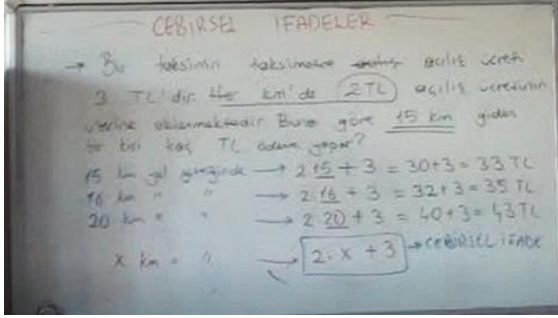 CEBİRSEL İFADELER
→ Bir taksinin taksimetre açılış ücreti
3 TL'dir. Her km'de 2TL açılış ücretinin
üzerine eklenmektedir. Buna göre 15 km giden
bir kişi kaç TL ödeme yapar?
15 km yol gittiğinde → 2.15 + 3 = 30+3 = 33 TL
16 km " " → 2.16 + 3 = 32+3 = 35 TL
20 km " " → 2.20 + 3 = 40+3 = 43 TL
x km " " → 2.x + 3 → CEBİRSEL İFADE